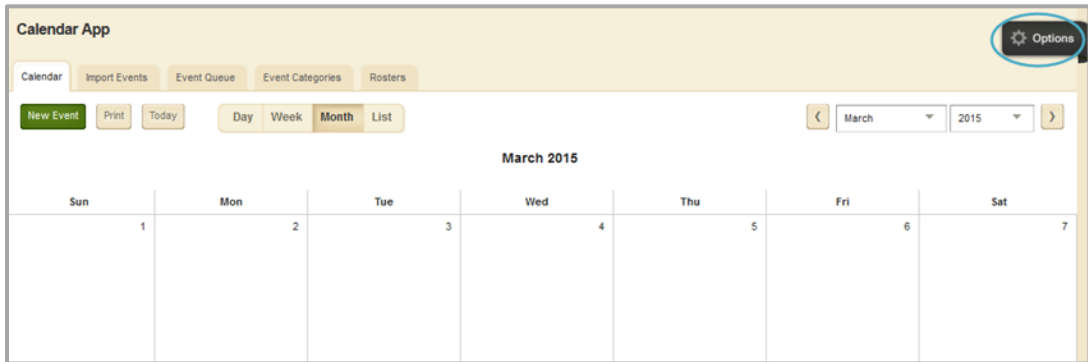 Calendar App
Options
Calendar Import Events Event Queue Event Categories Rosters
New Event Print Today Day Week Month List March 2015
March 2015
Sun Mon Tue Wed Thu Fri Sat
1 2 3 4 5 6 7